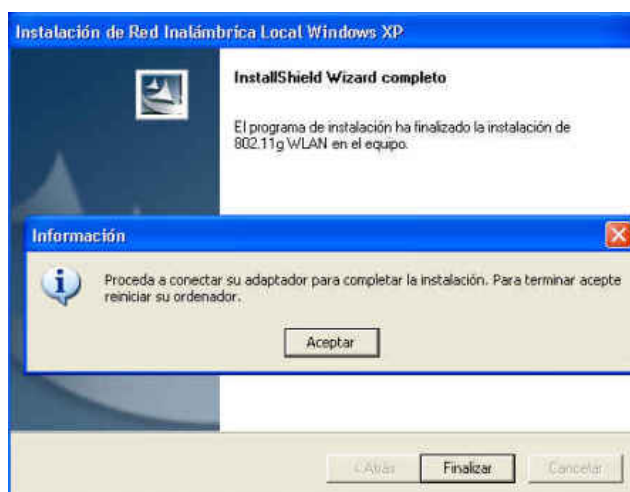 Instalación de Red Inalámbrica Local Windows XP
InstallShield Wizard completo
El programa de instalación ha finalizado la instalación de
802.11g WLAN en el equipo.
Información
Proceda a conectar su adaptador para completar la instalación. Para terminar acepte
reiniciar su ordenador.
Aceptar
< Atrás
Finalizar
Cancelar